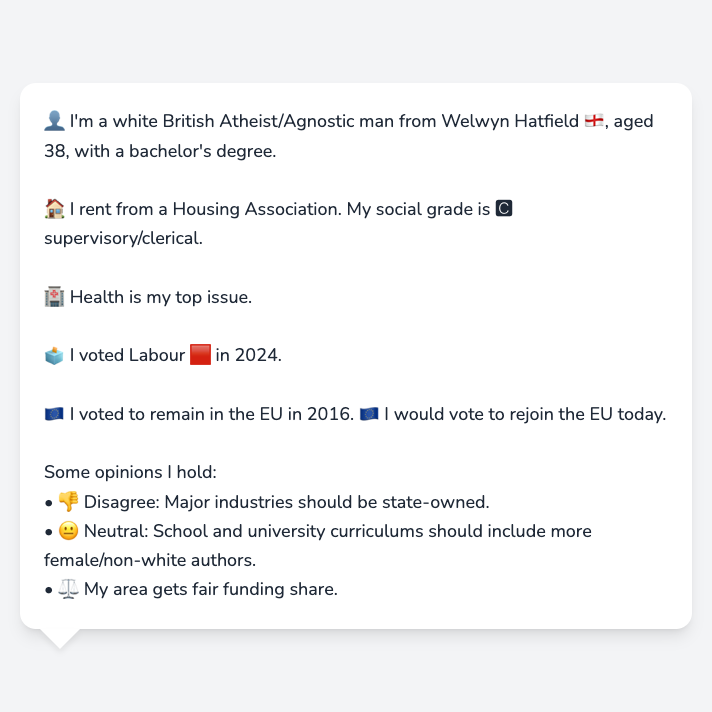 👤 I'm a white British Atheist/Agnostic man from Welwyn Hatfield 🏴󠁧󠁢󠁥󠁮󠁧󠁿, aged
38, with a bachelor's degree.
🏠 I rent from a Housing Association. My social grade is C
supervisory/clerical.
🏥 Health is my top issue.
🗳️ I voted Labour 🟥 in 2024.
🇪🇺 I voted to remain in the EU in 2016. 🇪🇺 I would vote to rejoin the EU today.
Some opinions I hold:
• 👎 Disagree: Major industries should be state-owned.
• 😐 Neutral: School and university curriculums should include more
female/non-white authors.
• ⚖️ My area gets fair funding share.